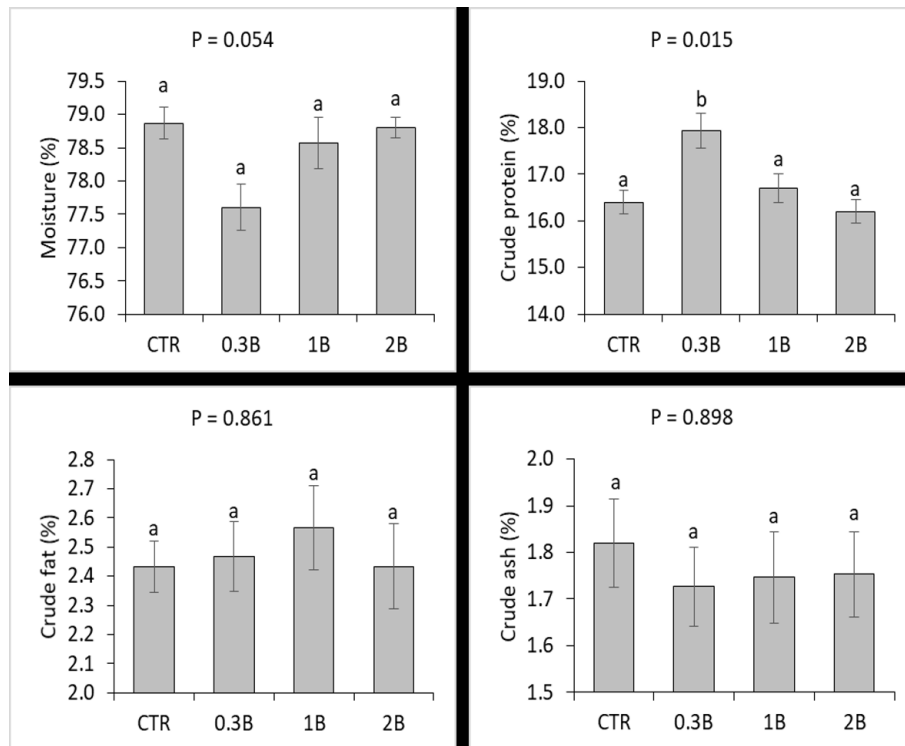 P = 0.054
Moisture (%)
79.5
79.0
78.5
78.0
77.5
77.0
76.5
76.0
a
a
a
a
CTR 0.3B 1B 2B
P = 0.015
Crude protein (%)
19.0
18.0
17.0
16.0
15.0
14.0
a
b
a
a
CTR 0.3B 1B 2B
P = 0.861
Crude fat (%)
2.8
2.7
2.6
2.5
2.4
2.3
2.2
2.1
2.0
a
a
a
a
CTR 0.3B 1B 2B
P = 0.898
Crude ash (%)
2.0
1.9
1.8
1.7
1.6
1.5
a
a
a
a
CTR 0.3B 1B 2B